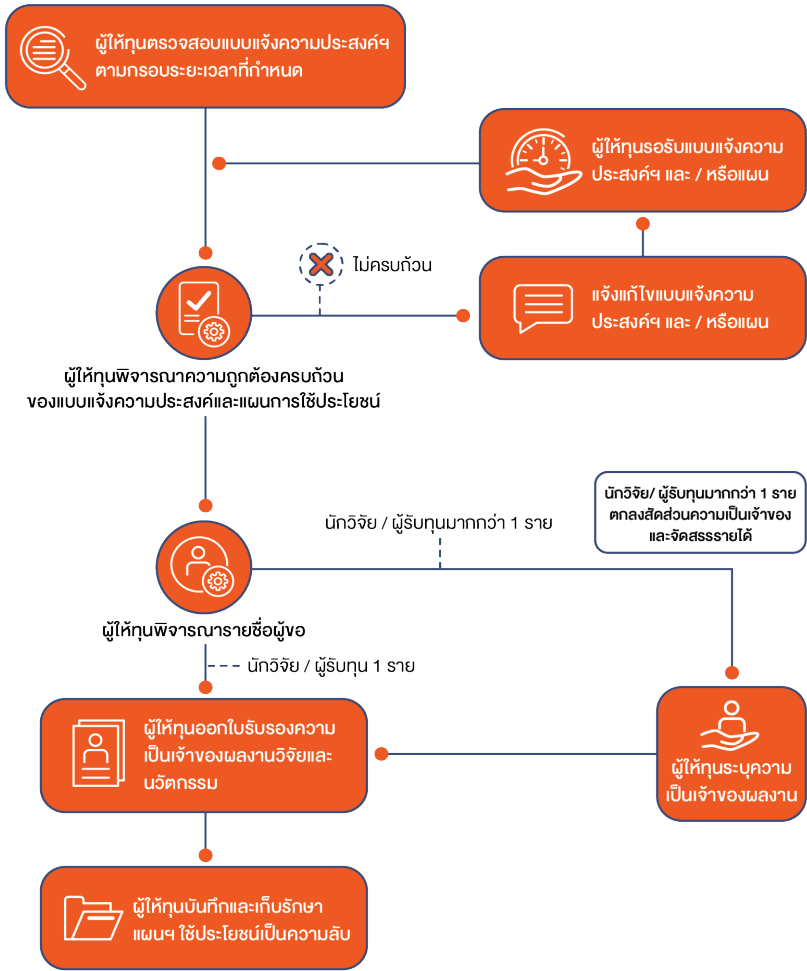 ผู้ให้ทุนตรวจสอบแบบแจ้งความประสงค์ฯ
ตามกรอบระยะเวลาที่กำหนด
ผู้ให้ทุนรอรับแบบแจ้งความ
ประสงค์ฯ และ / หรือแผน
ไม่ครบถ้วน
แจ้งแก้ไขแบบแจ้งความ
ประสงค์ฯ และ / หรือแผน
ผู้ให้ทุนพิจารณาความถูกต้องครบถ้วน
ของแบบแจ้งความประสงค์และแผนการใช้ประโยชน์
นักวิจัย/ ผู้รับทุนมากกว่า 1 ราย
ตกลงสัดส่วนความเป็นเจ้าของ
และจัดสรรรายได้
นักวิจัย / ผู้รับทุนมากกว่า 1 ราย
ผู้ให้ทุนพิจารณารายชื่อผู้ขอ
นักวิจัย / ผู้รับทุน 1 ราย
ผู้ให้ทุนออกใบรับรองความ
เป็นเจ้าของผลงานวิจัยและ
นวัตกรรม
ผู้ให้ทุนระบุความ
เป็นเจ้าของผลงาน
ผู้ให้ทุนบันทึกและเก็บรักษา
แผนฯ ใช้ประโยชน์เป็นความลับ